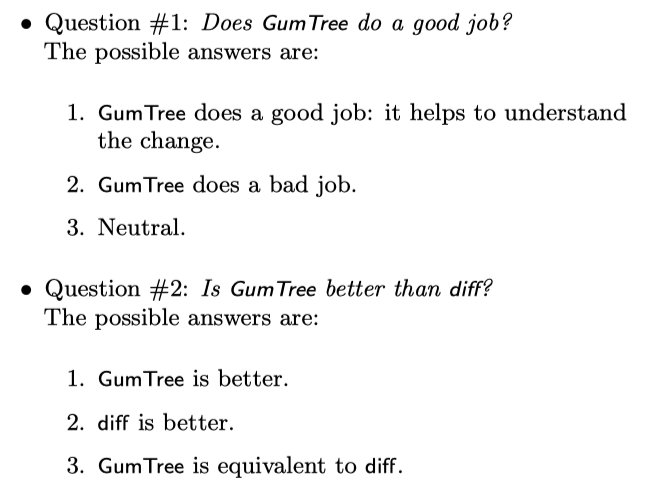 • Question #1: Does GumTree do a good job?
The possible answers are:
1. GumTree does a good job: it helps to understand
the change.
2. GumTree does a bad job.
3. Neutral.
• Question #2: Is GumTree better than diff?
The possible answers are:
1. GumTree is better.
2. diff is better.
3. GumTree is equivalent to diff.